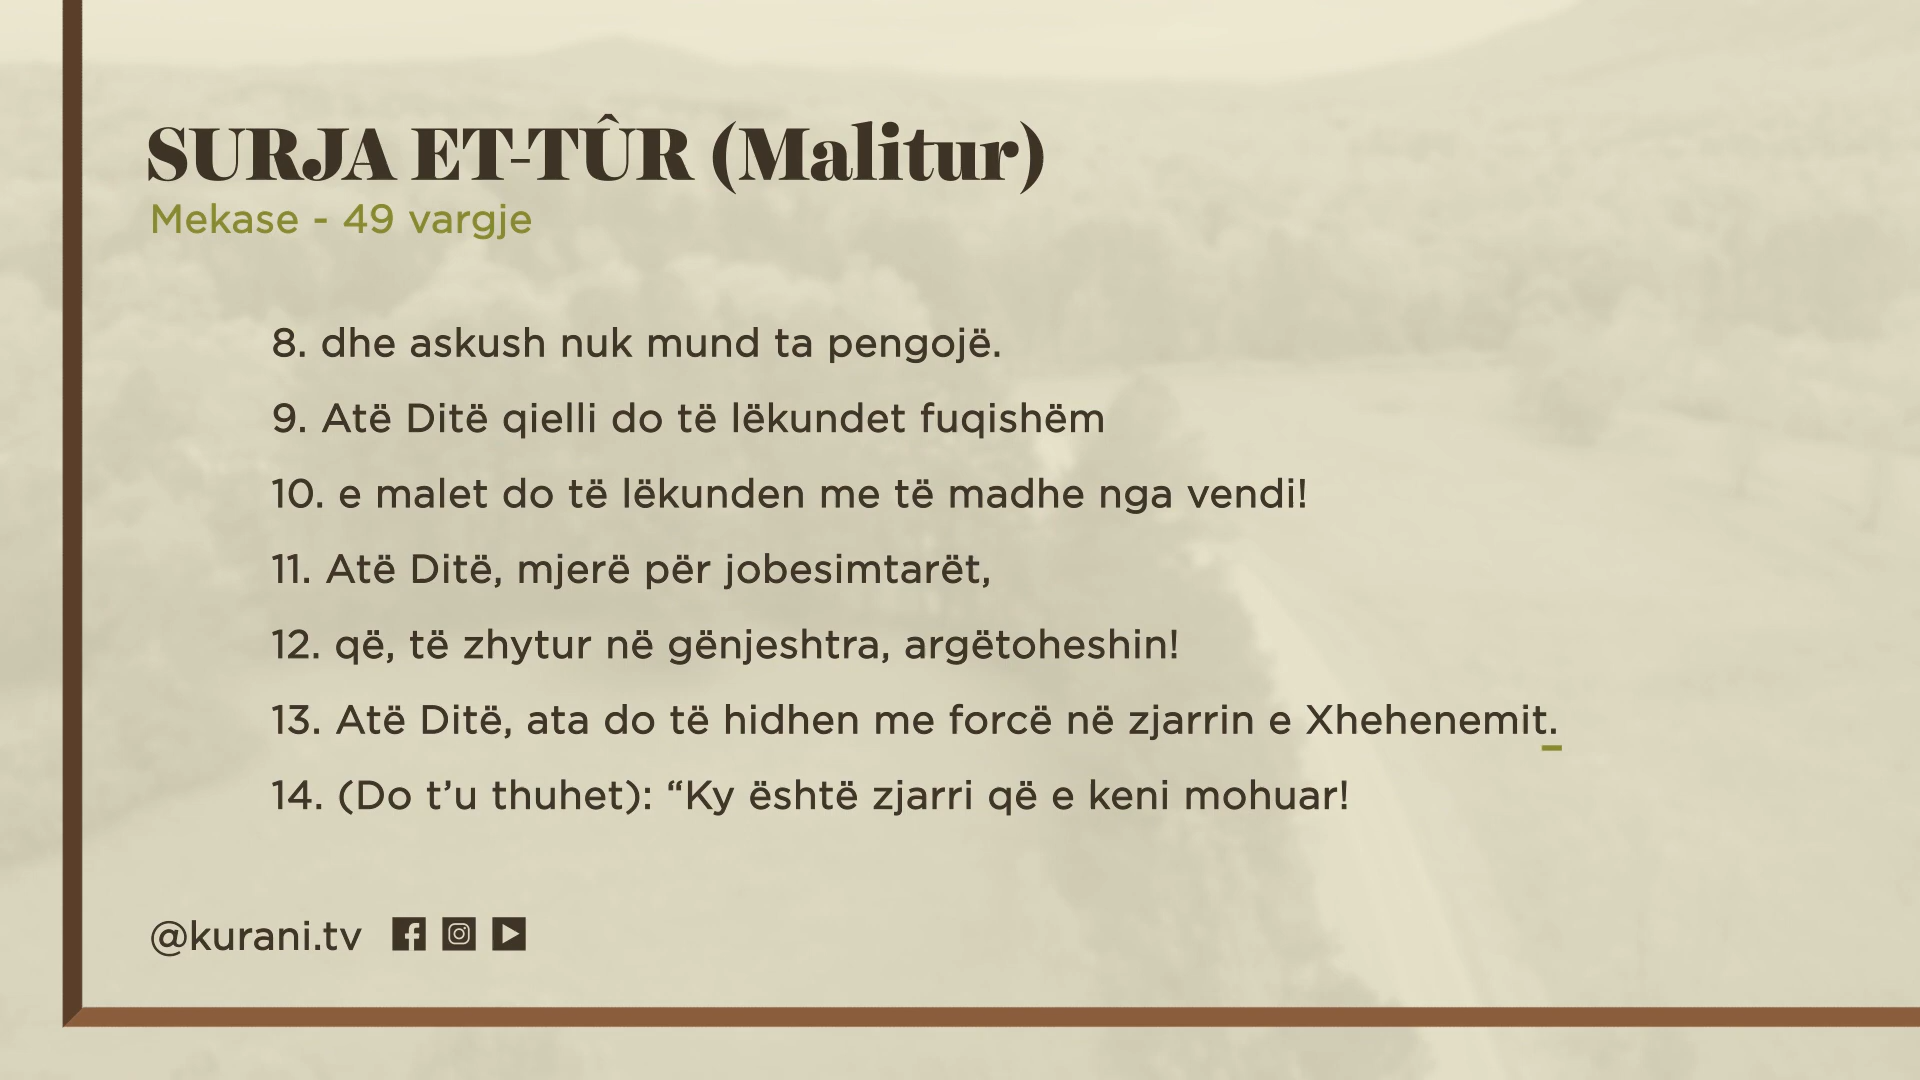 SURJA ET-TÛR (Malitur)
Mekase - 49 vargje
8. dhe askush nuk mund ta pengojë.
9. Atë Ditë qielli do të lëkundet fuqishëm
10. e malet do të lëkunden me të madhe nga vendi!
11. Atë Ditë, mjerë për jobesimtarët,
12. që, të zhytur në gënjeshtra, argëtoheshin!
13. Atë Ditë, ata do të hidhen me forcë në zjarrin e Xhehenemit.
14. (Do t’u thuhet): “Ky është zjarri që e keni mohuar!
@kurani.tv